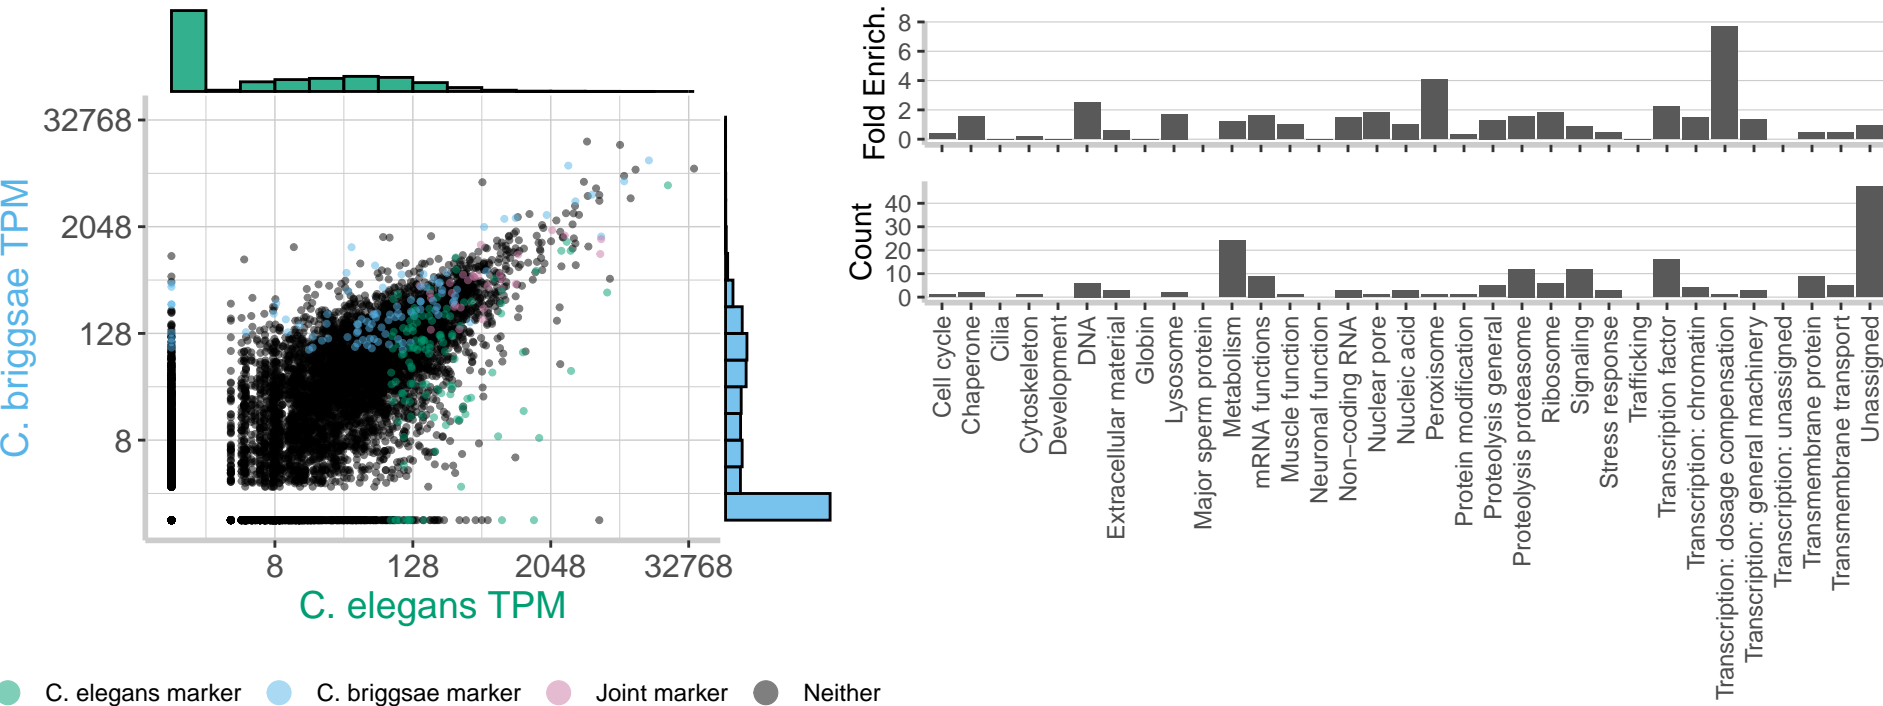 32768
2048
128
8
C. briggsae TPM
8
128
2048
32768
C. elegans TPM
C. elegans marker
C. briggsae marker
Joint marker
Neither
Fold Enrich.
8
6
4
2
0
Count
40
30
20
10
0
Cell cycle
Chaperone
Cilia
Cytoskeleton
Development
DNA
Extracellular material
Globin
Lysosome
Major sperm protein
Metabolism
mRNA functions
Muscle function
Neuronal function
Non−coding RNA
Nuclear pore
Nucleic acid
Peroxisome
Protein modification
Proteolysis general
Proteolysis proteasome
Ribosome
Signaling
Stress response
Trafficking
Transcription factor
Transcription: chromatin
Transcription: dosage compensation
Transcription: general machinery
Transcription: unassigned
Transmembrane protein
Transmembrane transport
Unassigned